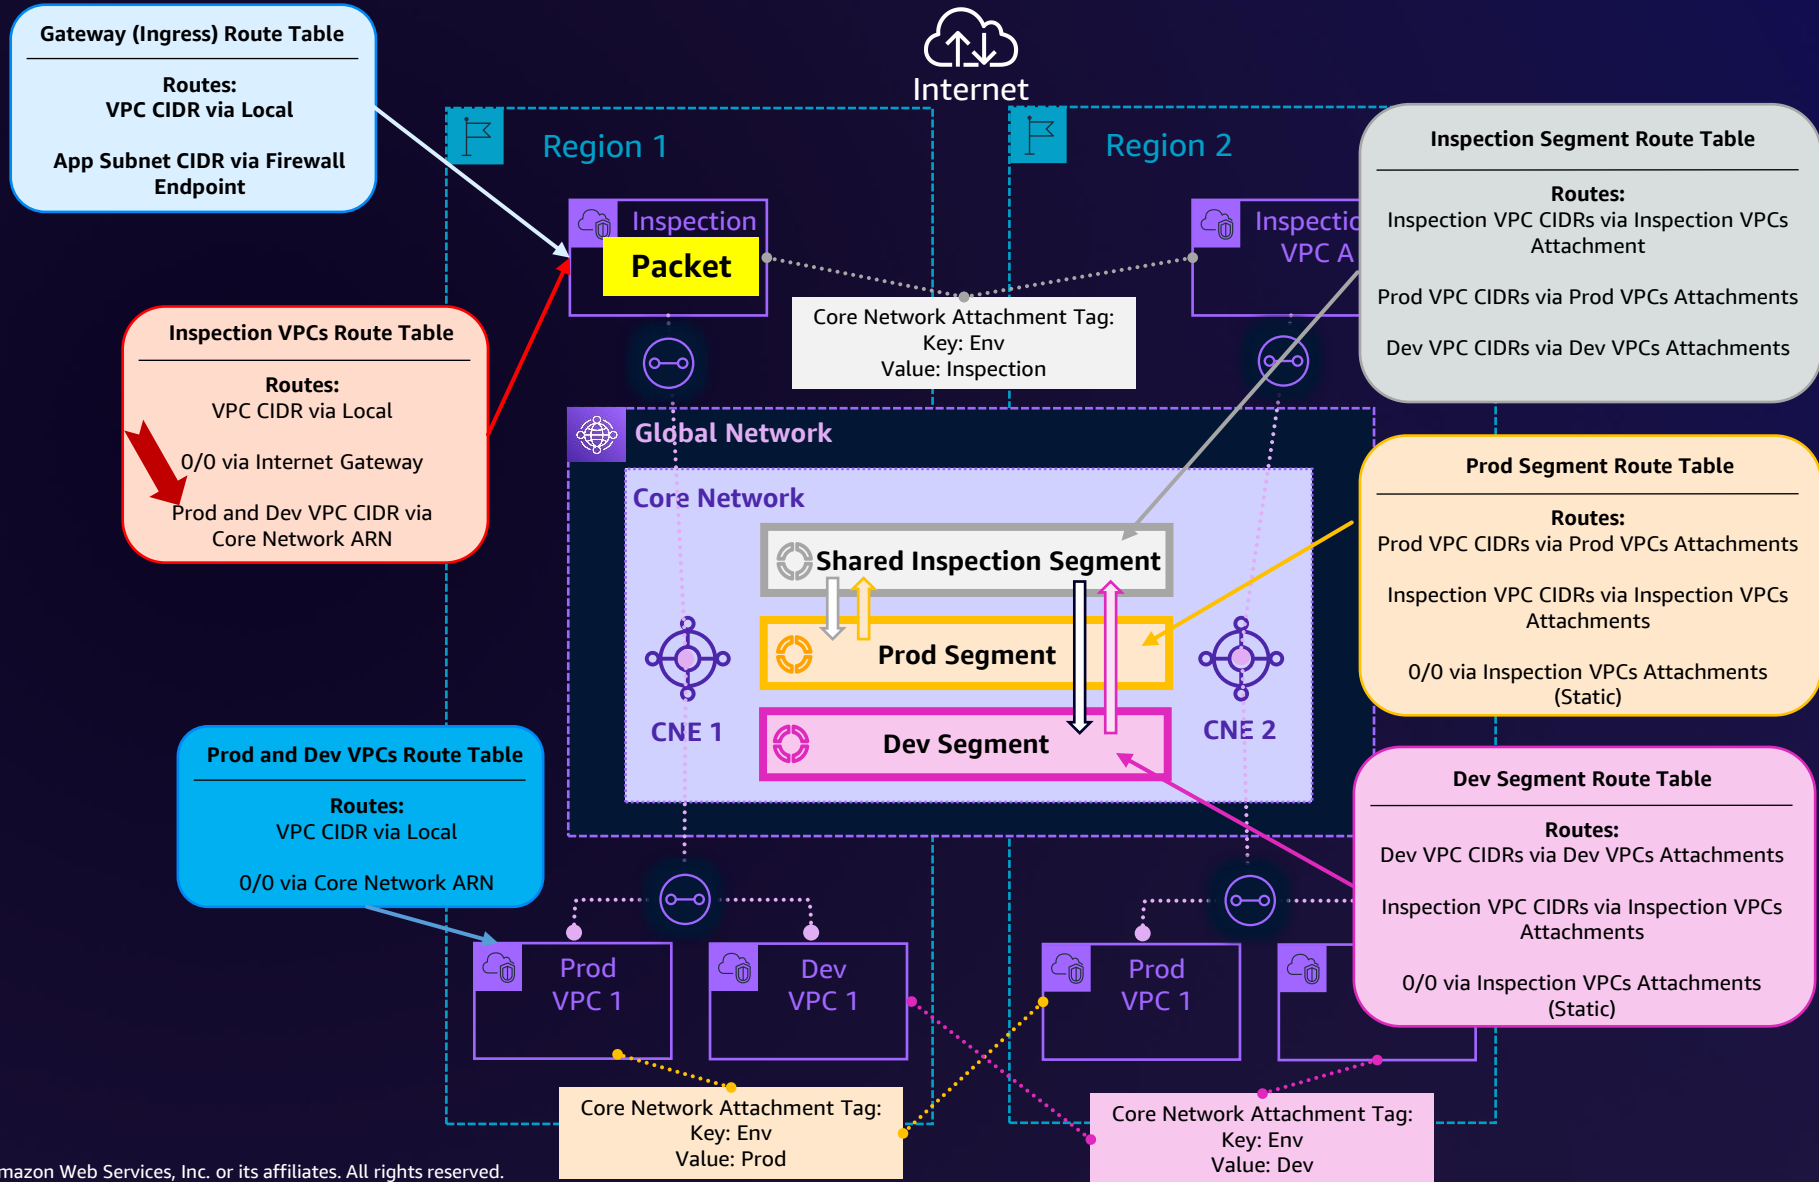 Gateway (Ingress) Route Table
Routes:
VPC CIDR via Local
App Subnet CIDR via Firewall
Endpoint
Internet
Region 1
Region 2
Inspection Segment Route Table
Routes:
Inspection VPC CIDRs via Inspection VPCs
Attachment
Prod VPC CIDRs via Prod VPCs Attachments
Dev VPC CIDRs via Dev VPCs Attachments
Inspection
Packet
Inspectio
VPC A
Core Network Attachment Tag:
Key: Env
Value: Inspection
Inspection VPCs Route Table
Routes:
VPC CIDR via Local
0/0 via Internet Gateway
Prod and Dev VPC CIDR via
Core Network ARN
Global Network
Core Network
Shared Inspection Segment
Prod Segment
Dev Segment
CNE 1
CNE 2
Prod Segment Route Table
Routes:
Prod VPC CIDRs via Prod VPCs Attachments
Inspection VPC CIDRs via Inspection VPCs
Attachments
0/0 via Inspection VPCs Attachments
(Static)
Prod and Dev VPCs Route Table
Routes:
VPC CIDR via Local
0/0 via Core Network ARN
Dev Segment Route Table
Routes:
Dev VPC CIDRs via Dev VPCs Attachments
Inspection VPC CIDRs via Inspection VPCs
Attachments
0/0 via Inspection VPCs Attachments
(Static)
Prod
VPC 1
Dev
VPC 1
Prod
VPC 1
Core Network Attachment Tag:
Key: Env
Value: Prod
Core Network Attachment Tag:
Key: Env
Value: Dev
mazon Web Services, Inc. or its affiliates. All rights reserved.